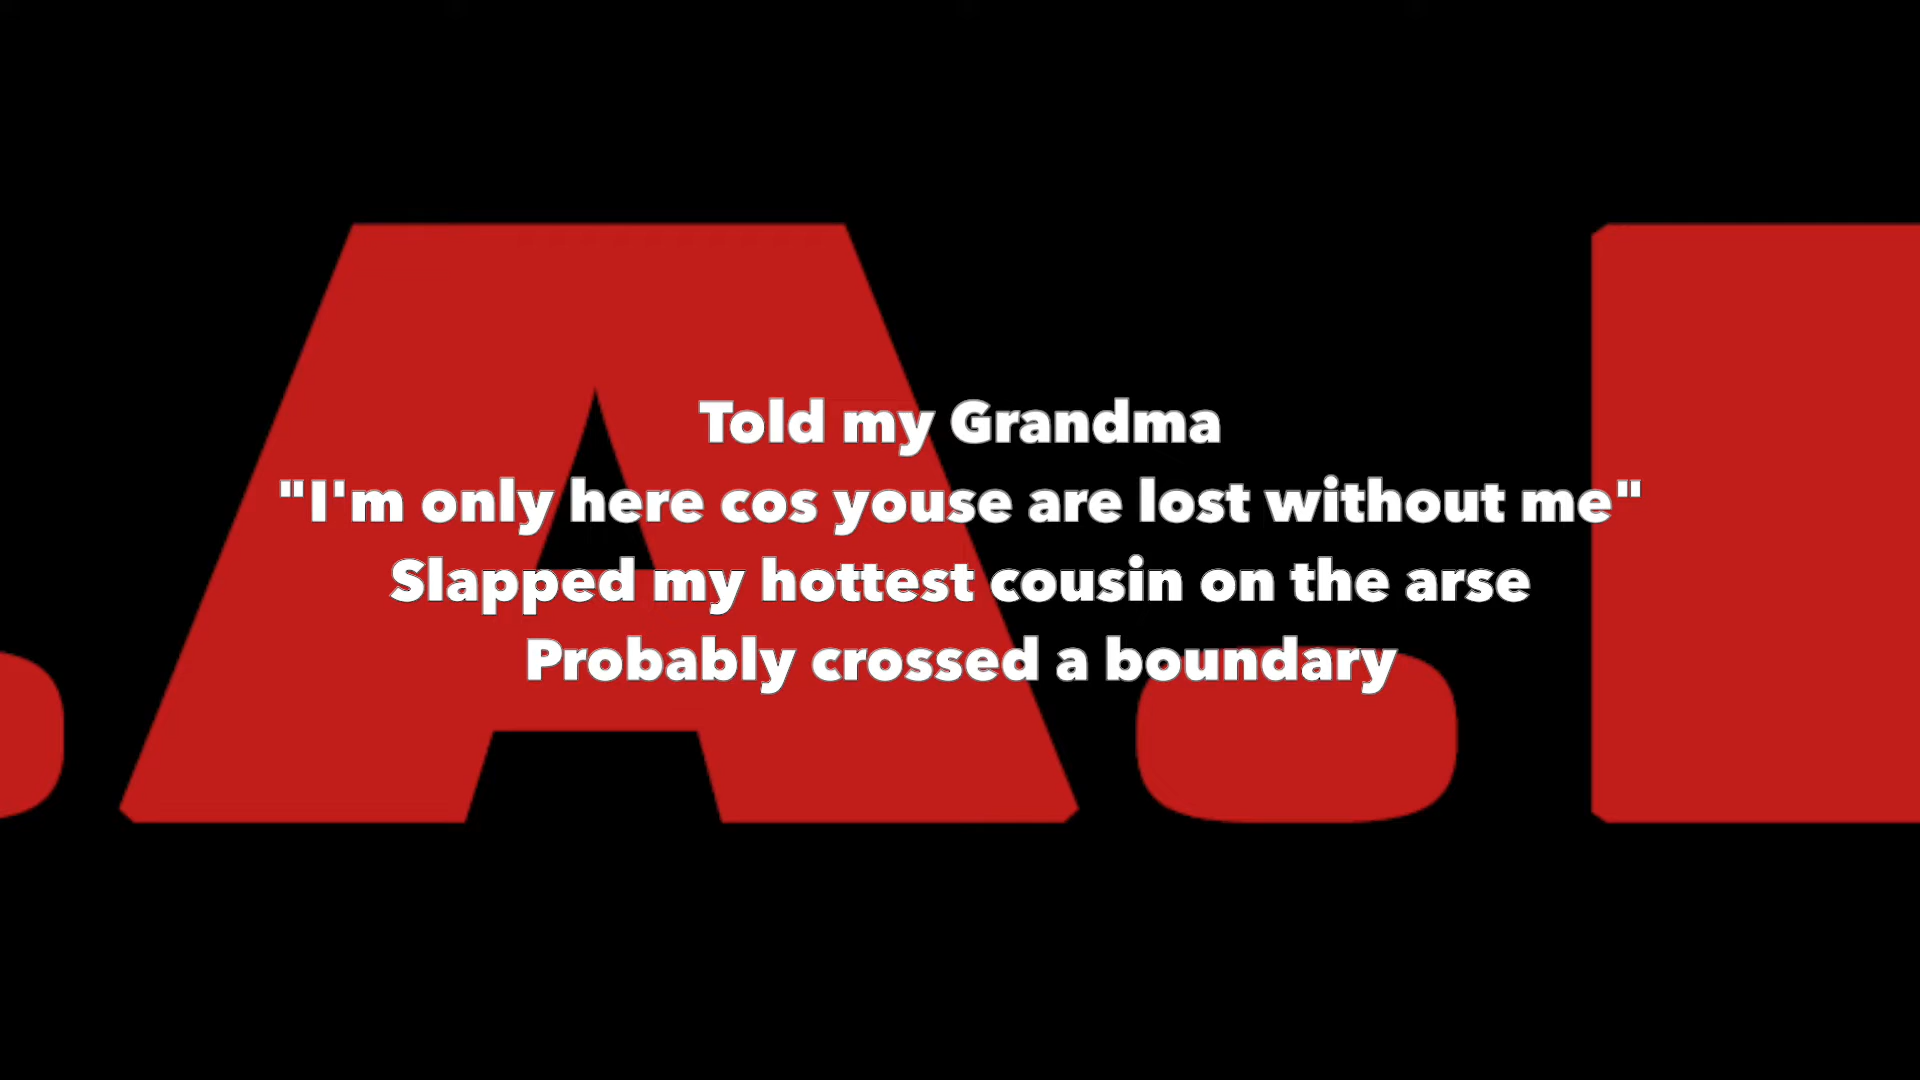 .A.
Told my Grandma
"I'm only here cos youse are lost without me"
Slapped my hottest cousin on the arse
Probably crossed a boundary